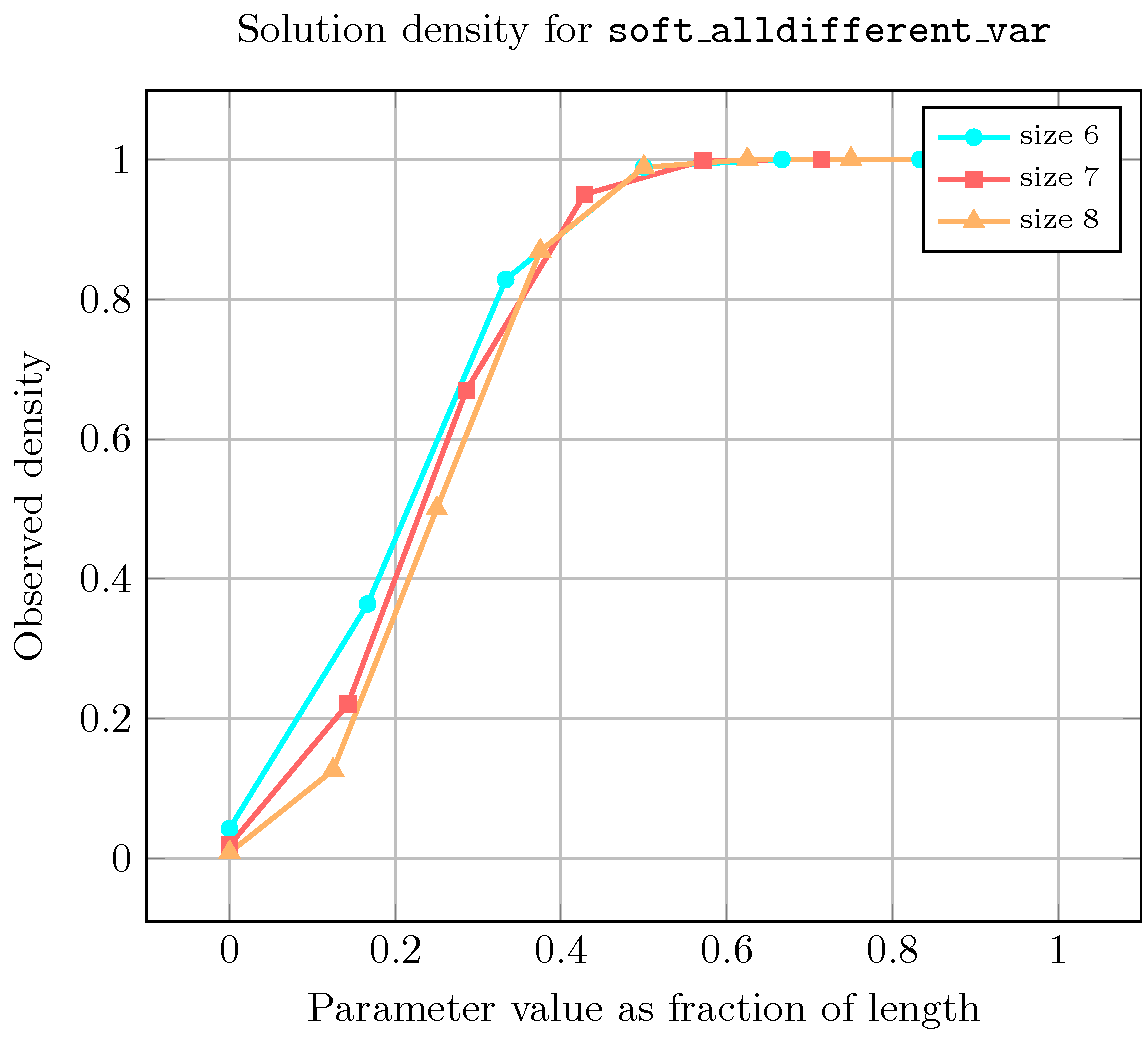 Solution density for soft_alldifferent_var
size 6
size 7
size 8
1
0.8
0.6
0.4
0.2
0
Observed density
0
0.2
0.4
0.6
0.8
1
Parameter value as fraction of length